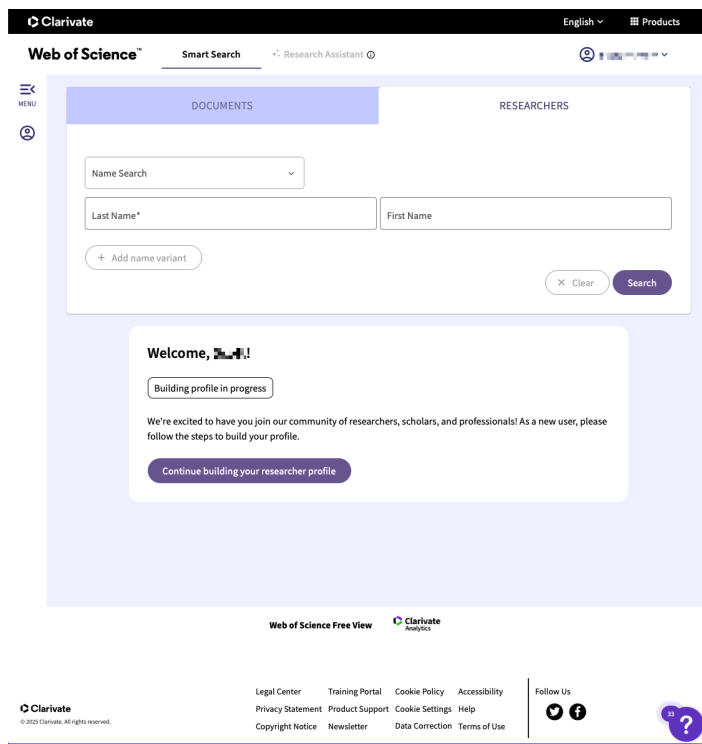 Clarivate
English
Products
Web of Science™
Smart Search
Research Assistant
MENU
DOCUMENTS
RESEARCHERS
Name Search
Last Name*
First Name
+ Add name variant
× Clear
Search
Welcome, !
Building profile in progress
We're excited to have you join our community of researchers, scholars, and professionals! As a new user, please
follow the steps to build your profile.
Continue building your researcher profile
Web of Science Free View
Clarivate
Analytics
Clarivate
© 2025 Clarivate. All rights reserved.
Legal Center
Training Portal
Cookie Policy
Accessibility
Privacy Statement
Product Support
Cookie Settings
Help
Copyright Notice
Newsletter
Data Correction
Terms of Use
Follow Us
33
?